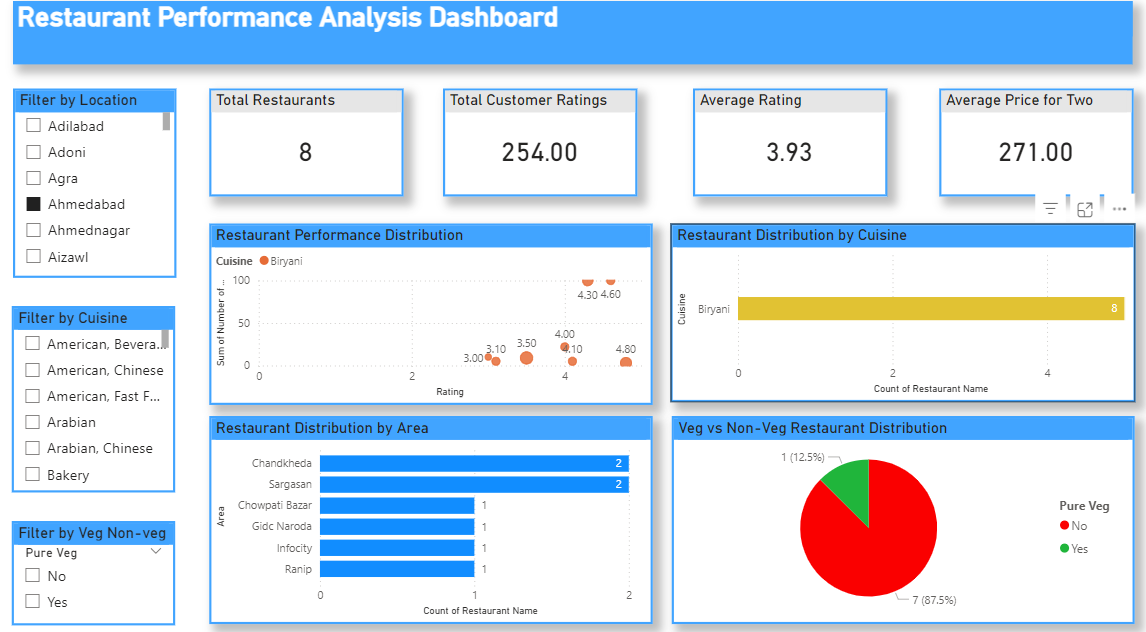 Restaurant Performance Analysis Dashboard
Filter by Location
Adilabad
Adoni
Agra
Ahmedabad
Ahmednagar
Aizawl
Total Restaurants
8
Total Customer Ratings
254.00
Average Rating
3.93
Average Price for Two
271.00
Filter by Cuisine
American, Bevera...
American, Chinese
American, Fast F...
Arabian
Arabian, Chinese
Bakery
Filter by Veg Non-veg
Pure Veg
No
Yes
Restaurant Performance Distribution
Cuisine Biryani
Sum of Number of ...
100
50
0
4.30 4.60
4.00
3.00 3.10 3.50 4.10 4.80
0 2 4
Rating
Restaurant Distribution by Cuisine
Cuisine
Biryani 8
0 2 4
Count of Restaurant Name
Restaurant Distribution by Area
Area
Chandkheda 2
Sargasan 2
Chowpati Bazar 1
Gidc Naroda 1
Infocity 1
Ranip 1
0 1 2
Count of Restaurant Name
Veg vs Non-Veg Restaurant Distribution
1 (12.5%)
7 (87.5%)
Pure Veg
No
Yes